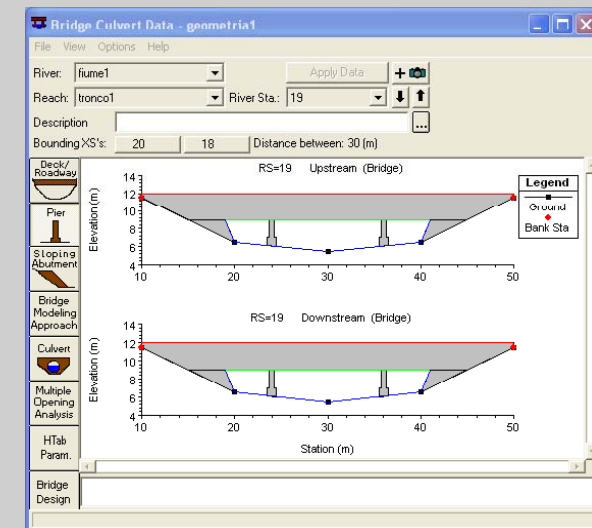 Bridge Culvert Data - geometria1
File View Options Help
River: fiume1 Apply Data +
Reach: tronco1 River Sta.: 19
Description ...
Bounding XS's: 20 18 Distance between: 30 (m)
Deck/
Roadway
Pier
Sloping
Abutment
Bridge
Modeling
Approach
Culvert
Multiple
Opening
Analysis
HTab
Param.
Bridge
Design
RS=19 Upstream (Bridge)
Elevation (m)
14
12
10
8
6
4
10 20 30 40 50
Legend
Ground
Bank Sta
RS=19 Downstream (Bridge)
Elevation (m)
14
12
10
8
6
4
10 20 30 40 50
Station (m)